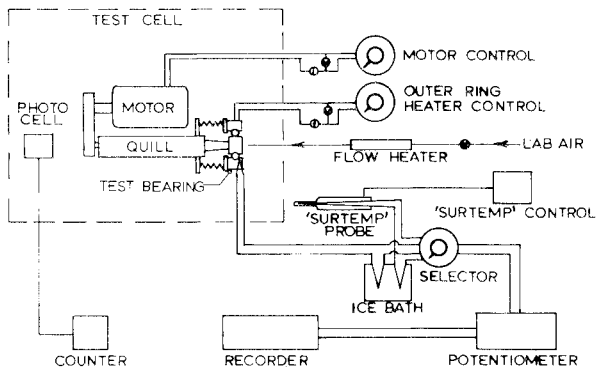 TEST CELL
MOTOR CONTROL
PHOTO
CELL
MOTOR
OUTER RING
HEATER CONTROL
QUILL
FLOW HEATER
LAB AIR
TEST BEARING
'SURTEMP'
PROBE
'SURTEMP' CONTROL
SELECTOR
ICE BATH
COUNTER
RECORDER
POTENTIOMETER